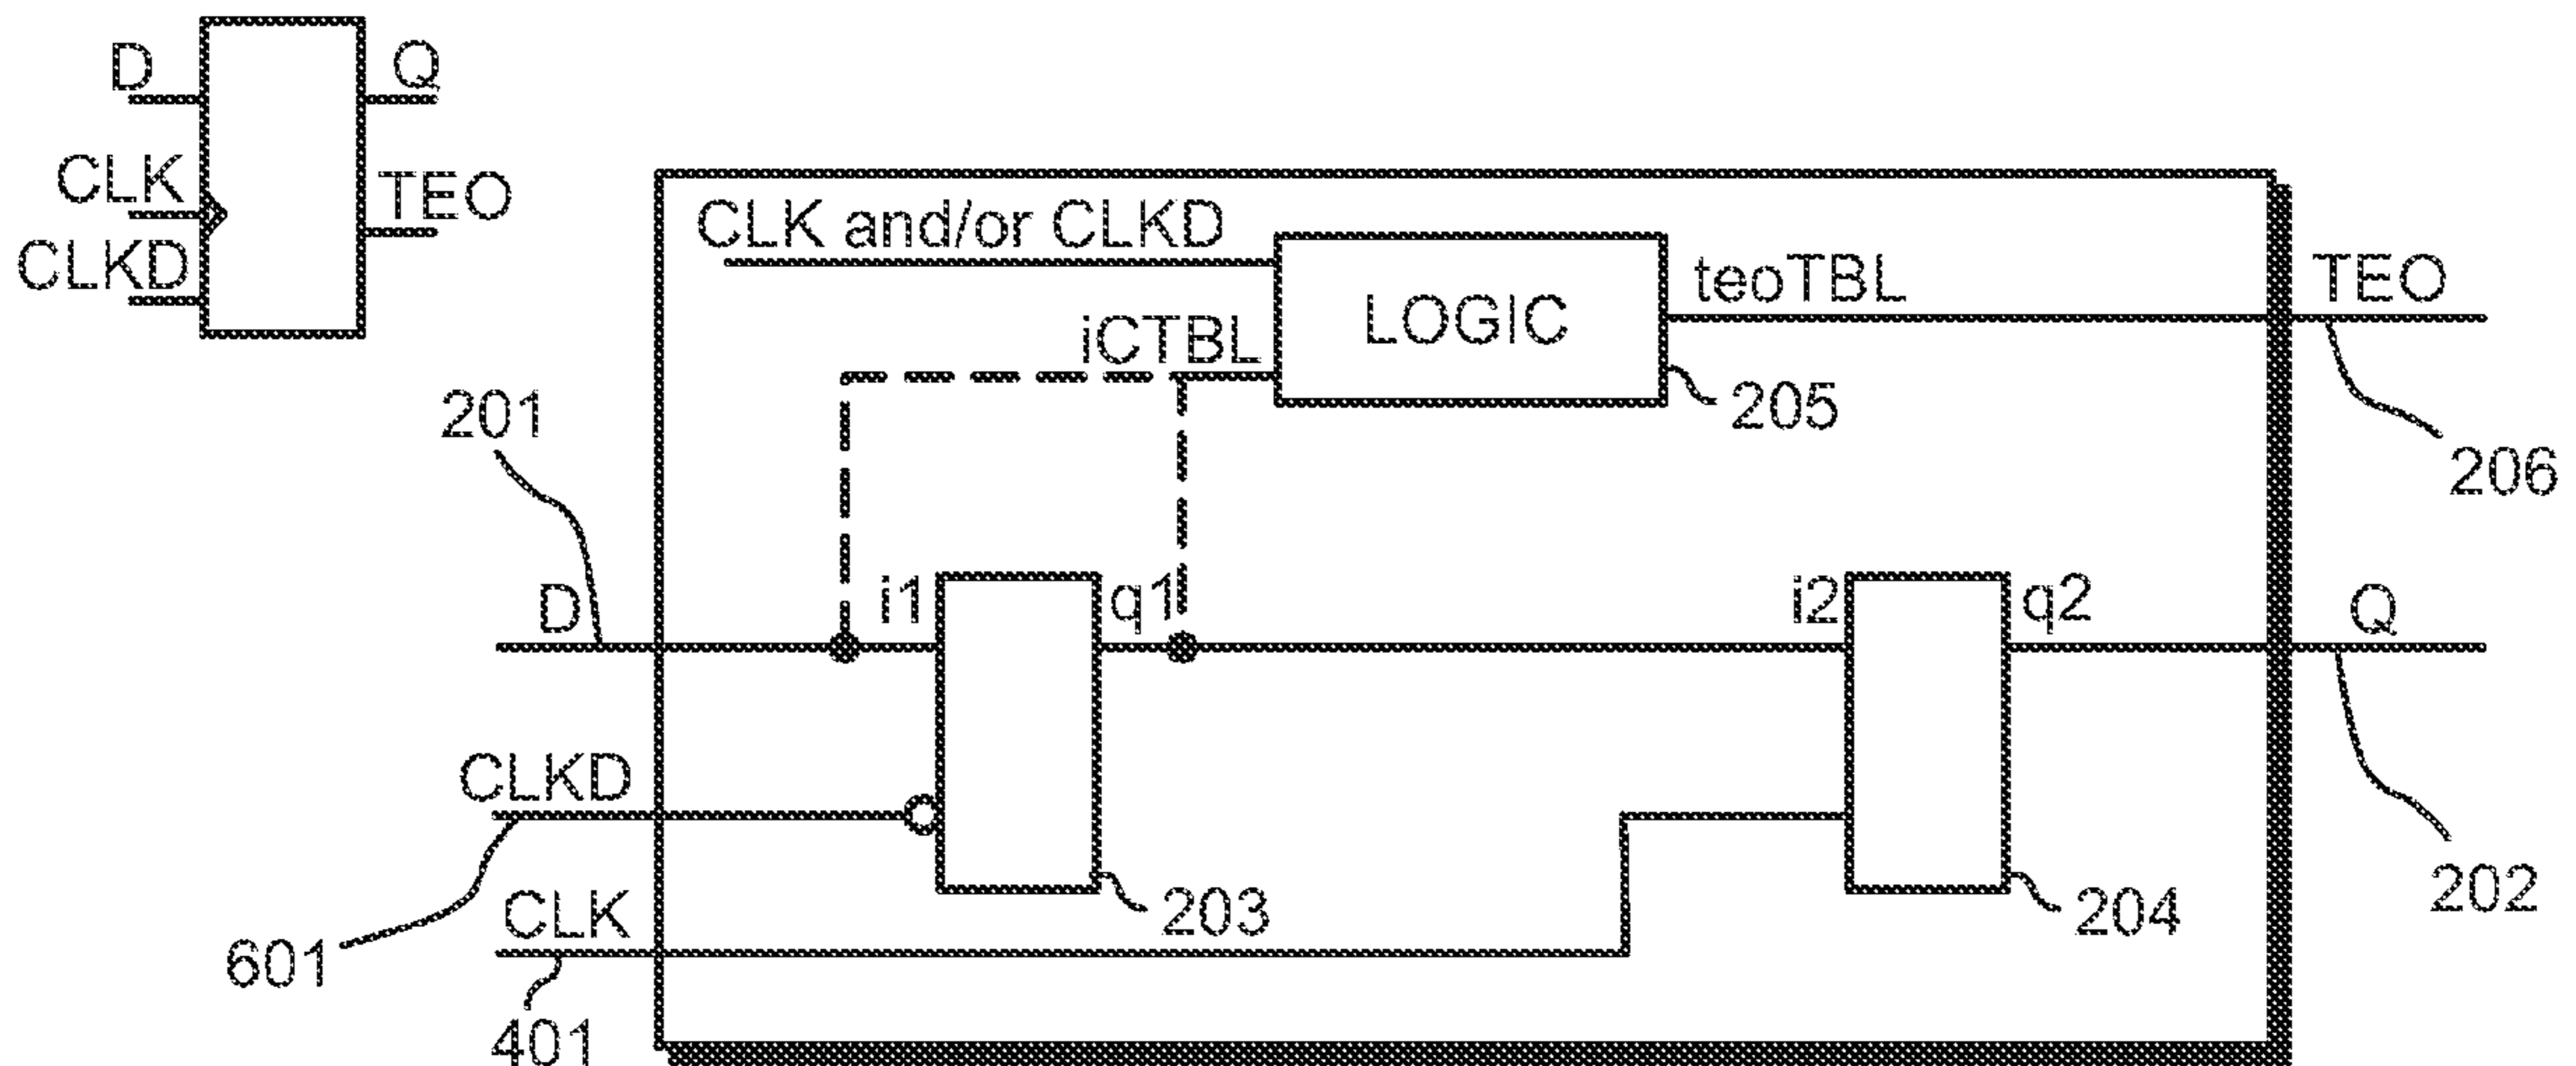 D
Q
CLK
TEO
CLKD
CLK and/or CLKD
LOGIC
teoTBL
TEO
iCTBL
205
206
201
D
i1
q1
i2
q2
Q
CLKD
203
204
202
CLK
601
401